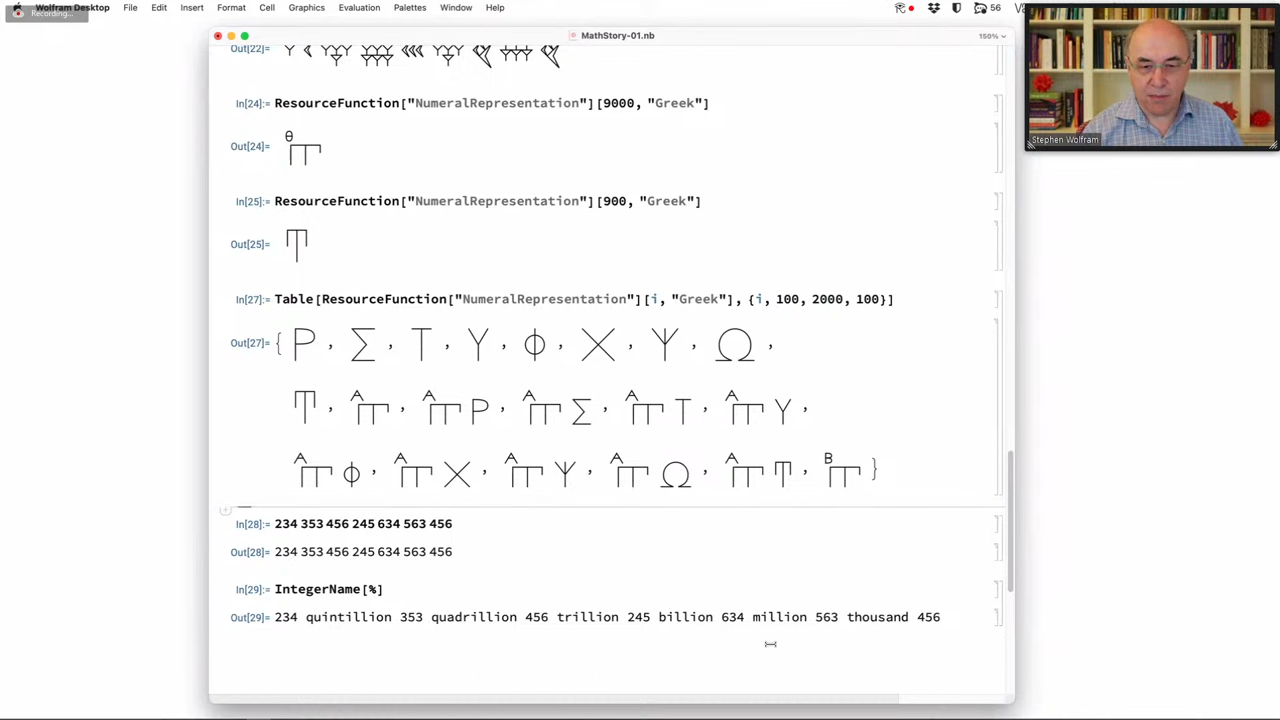 Wolfram Desktop File Edit Insert Format Cell Graphics Evaluation Palettes Window Help 56
Recording...
MathStory-01.nb 150%
Stephen Wolfram
Out[22]=
In[24]:= ResourceFunction["NumeralRepresentation"][9000, "Greek"]
Out[24]= θ
In[25]:= ResourceFunction["NumeralRepresentation"][900, "Greek"]
Out[25]=
In[27]:= Table[ResourceFunction["NumeralRepresentation"][i, "Greek"], {i, 100, 2000, 100}]
Out[27]= { Ρ, Σ, Τ, Υ, Φ, Χ, Ψ, Ω,
Ͳ, Α Ͳ, Α Ͳ Ρ, Α Ͳ Σ, Α Ͳ Τ, Α Ͳ Υ,
Α Ͳ Φ, Α Ͳ Χ, Α Ͳ Ψ, Α Ͳ Ω, Α Ͳ Ͳ, Β Ͳ }
In[28]:= 234 353 456 245 634 563 456
Out[28]= 234 353 456 245 634 563 456
In[29]:= IntegerName[%]
Out[29]= 234 quintillion 353 quadrillion 456 trillion 245 billion 634 million 563 thousand 456